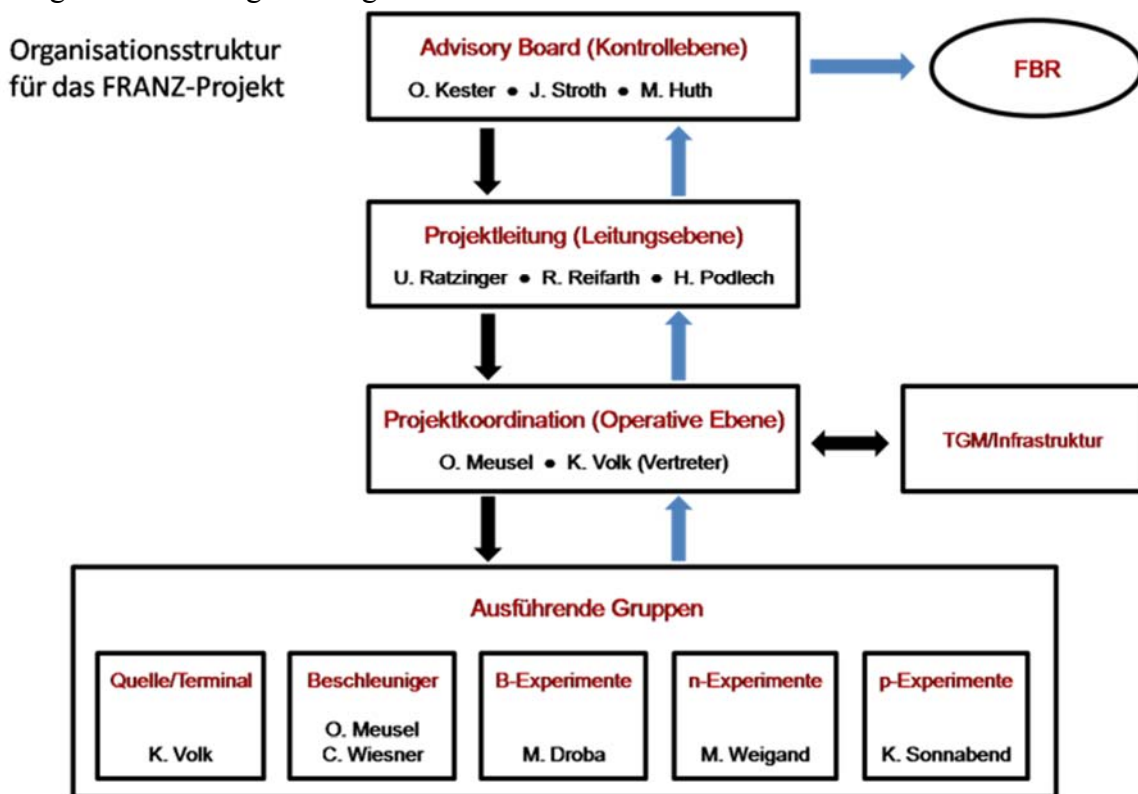 Organisationsstruktur
für das FRANZ-Projekt
Advisory Board (Kontrollebene)
O. Kester ● J. Stroth ● M. Huth
FBR
Projektleitung (Leitungsebene)
U. Ratzinger ● R. Reifarth ● H. Podlech
Projektkoordination (Operative Ebene)
O. Meusel ● K. Volk (Vertreter)
TGM/Infrastruktur
Ausführende Gruppen
Quelle/Terminal
K. Volk
Beschleuniger
O. Meusel
C. Wiesner
B-Experimente
M. Droba
n-Experimente
M. Weigand
p-Experimente
K. Sonnabend